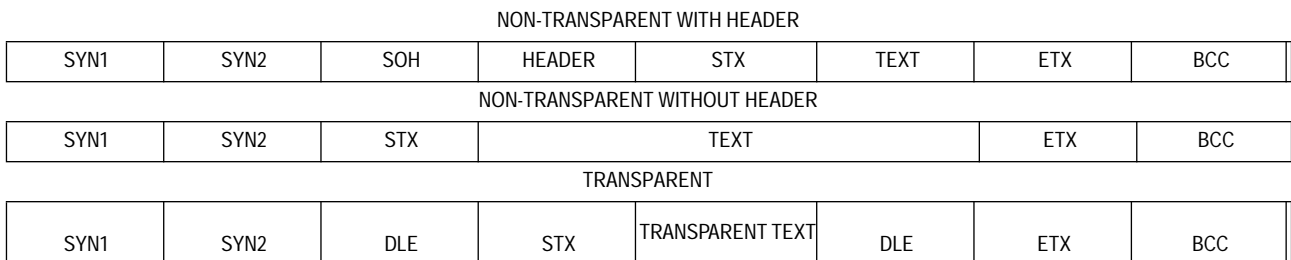 NON-TRANSPARENT WITH HEADER
SYN1 SYN2 SOH HEADER STX TEXT ETX BCC
NON-TRANSPARENT WITHOUT HEADER
SYN1 SYN2 STX TEXT ETX BCC
TRANSPARENT
SYN1 SYN2 DLE STX TRANSPARENT TEXT DLE ETX BCC